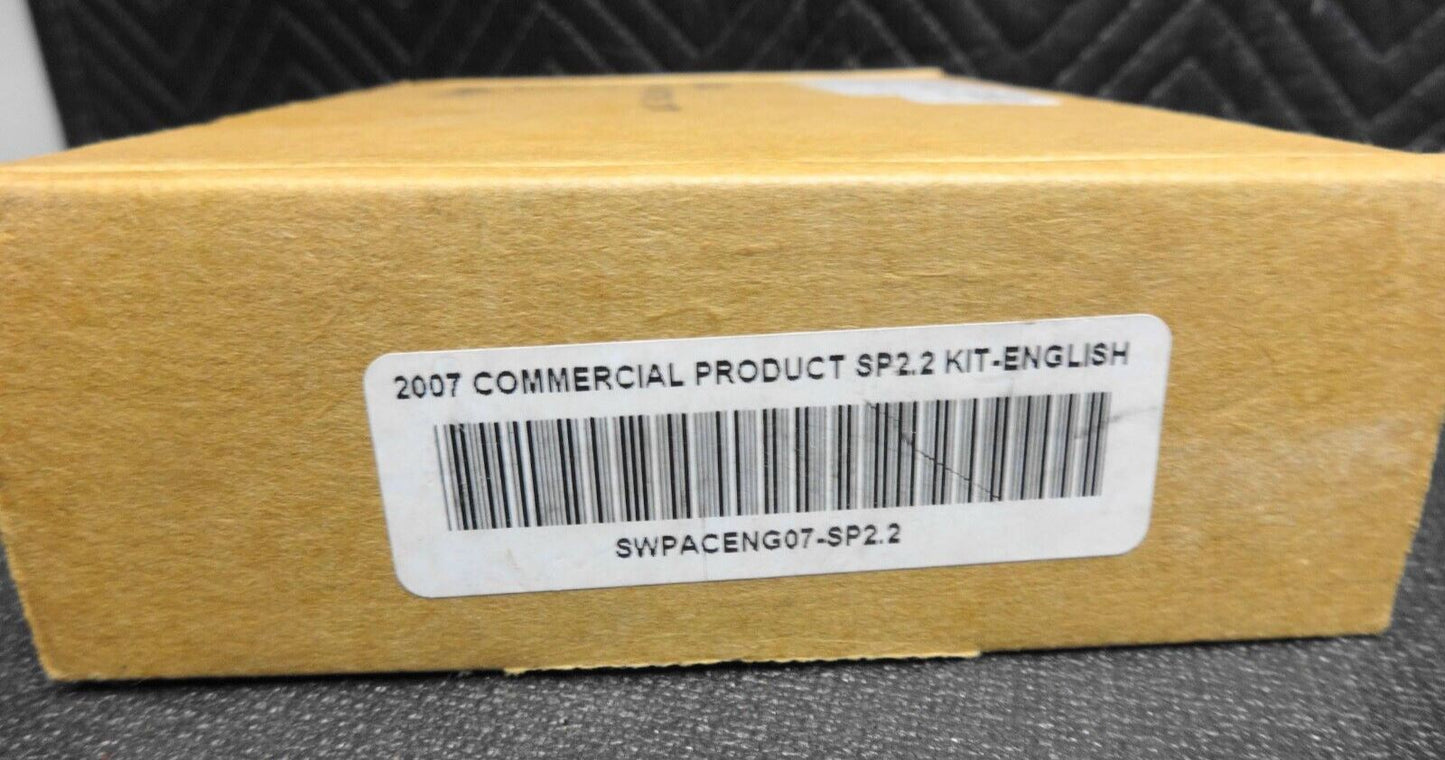 2007 COMMERCIAL PRODUCT SP2.2 KIT-ENGLISH
SWPACENG07-SP2.2